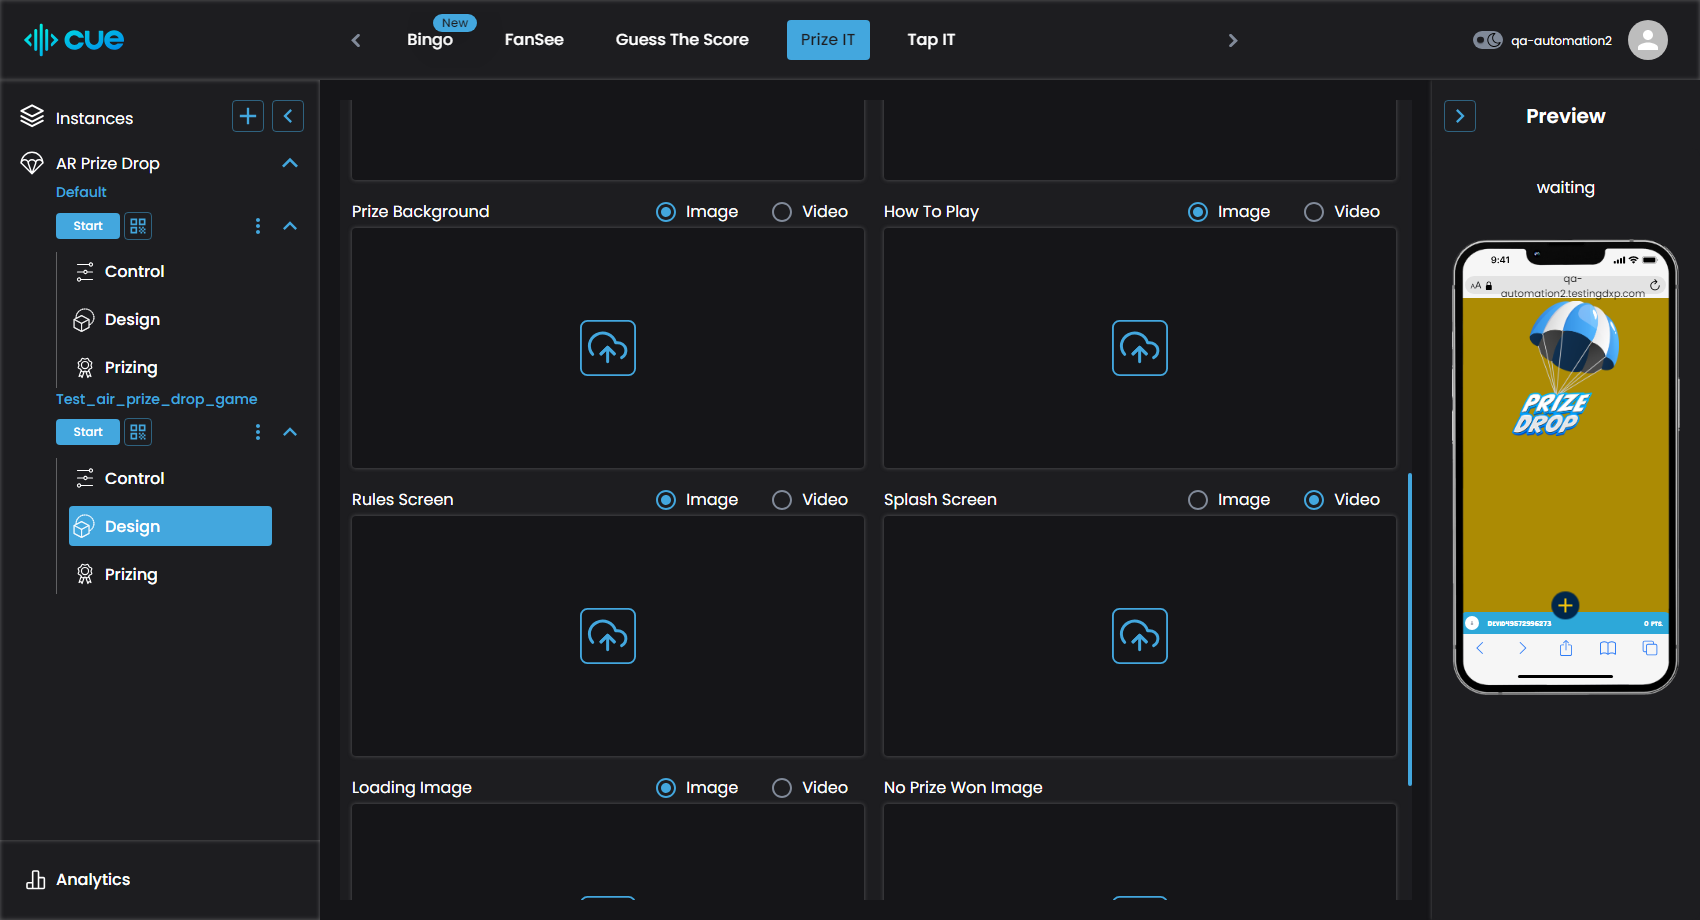 cue
Bingo
New
FanSee
Guess The Score
Prize IT
Tap IT
qa-automation2
Instances
AR Prize Drop
Default
Start
Control
Design
Prizing
Test_air_prize_drop_game
Start
Control
Design
Prizing
Analytics
Prize Background
Image
Video
How To Play
Image
Video
Rules Screen
Image
Video
Splash Screen
Image
Video
Loading Image
Image
Video
No Prize Won Image
Preview
waiting
9:41
AA
qa-
automation2.testingdxp.com
PRIZE
DROP
0 PTS.